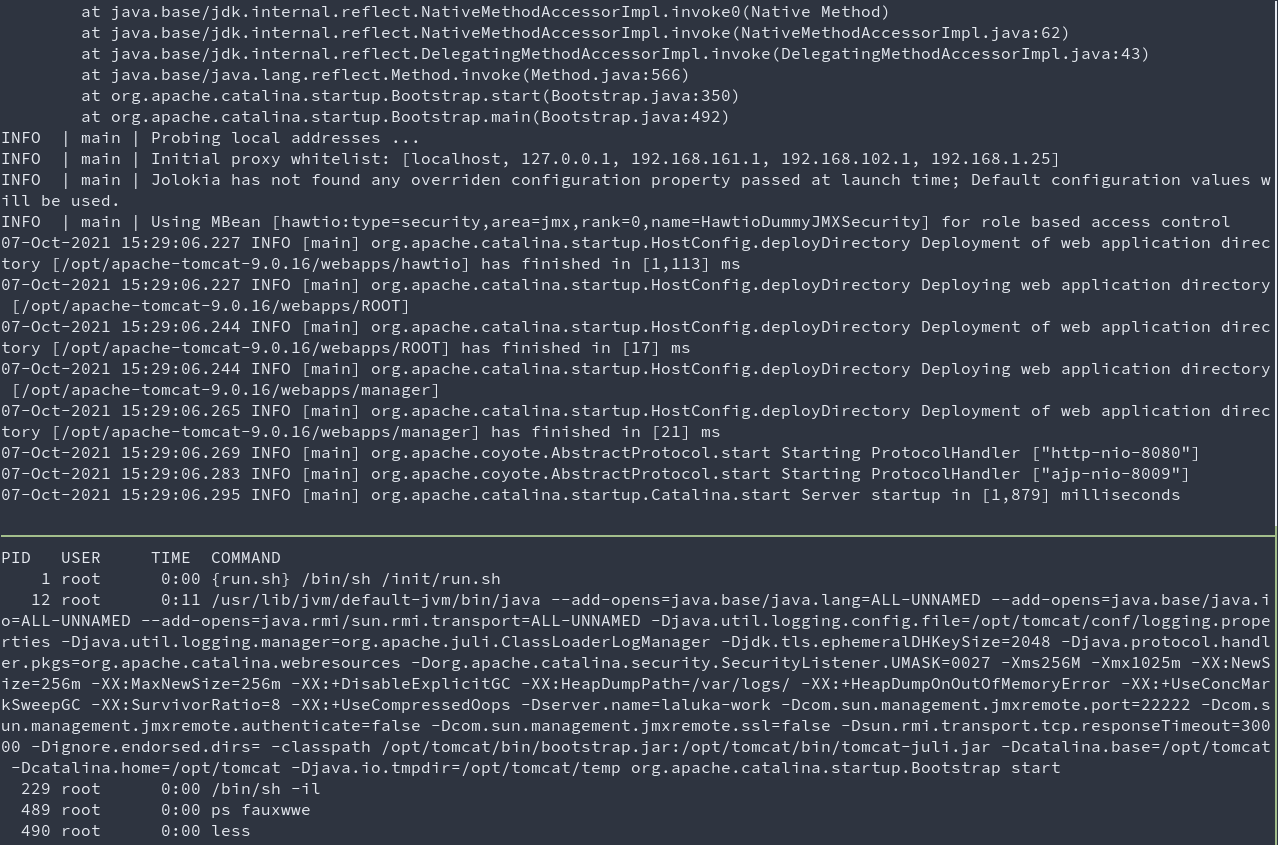 at java.base/jdk.internal.reflect.NativeMethodAccessorImpl.invoke0(Native Method)
at java.base/jdk.internal.reflect.NativeMethodAccessorImpl.invoke(NativeMethodAccessorImpl.java:62)
at java.base/jdk.internal.reflect.DelegatingMethodAccessorImpl.invoke(DelegatingMethodAccessorImpl.java:43)
at java.base/java.lang.reflect.Method.invoke(Method.java:566)
at org.apache.catalina.startup.Bootstrap.start(Bootstrap.java:350)
at org.apache.catalina.startup.Bootstrap.main(Bootstrap.java:492)
INFO  | main | Probing local addresses ...
INFO  | main | Initial proxy whitelist: [localhost, 127.0.0.1, 192.168.161.1, 192.168.102.1, 192.168.1.25]
INFO  | main | Jolokia has not found any overriden configuration property passed at launch time; Default configuration values w
ill be used.
INFO  | main | Using MBean [hawtio:type=security,area=jmx,rank=0,name=HawtioDummyJMXSecurity] for role based access control
07-Oct-2021 15:29:06.227 INFO [main] org.apache.catalina.startup.HostConfig.deployDirectory Deployment of web application direc
tory [/opt/apache-tomcat-9.0.16/webapps/hawtio] has finished in [1,113] ms
07-Oct-2021 15:29:06.227 INFO [main] org.apache.catalina.startup.HostConfig.deployDirectory Deploying web application directory
[/opt/apache-tomcat-9.0.16/webapps/ROOT]
07-Oct-2021 15:29:06.244 INFO [main] org.apache.catalina.startup.HostConfig.deployDirectory Deployment of web application direc
tory [/opt/apache-tomcat-9.0.16/webapps/ROOT] has finished in [17] ms
07-Oct-2021 15:29:06.244 INFO [main] org.apache.catalina.startup.HostConfig.deployDirectory Deploying web application directory
[/opt/apache-tomcat-9.0.16/webapps/manager]
07-Oct-2021 15:29:06.265 INFO [main] org.apache.catalina.startup.HostConfig.deployDirectory Deployment of web application direc
tory [/opt/apache-tomcat-9.0.16/webapps/manager] has finished in [21] ms
07-Oct-2021 15:29:06.269 INFO [main] org.apache.coyote.AbstractProtocol.start Starting ProtocolHandler ["http-nio-8080"]
07-Oct-2021 15:29:06.283 INFO [main] org.apache.coyote.AbstractProtocol.start Starting ProtocolHandler ["ajp-nio-8009"]
07-Oct-2021 15:29:06.295 INFO [main] org.apache.catalina.startup.Catalina.start Server startup in [1,879] milliseconds
PID   USER     TIME  COMMAND
1 root      0:00 {run.sh} /bin/sh /init/run.sh
12 root      0:11 /usr/lib/jvm/default-jvm/bin/java --add-opens=java.base/java.lang=ALL-UNNAMED --add-opens=java.base/java.i
o=ALL-UNNAMED --add-opens=java.rmi/sun.rmi.transport=ALL-UNNAMED -Djava.util.logging.config.file=/opt/tomcat/conf/logging.prope
rties -Djava.util.logging.manager=org.apache.juli.ClassLoaderLogManager -Djdk.tls.ephemeralDHKeySize=2048 -Djava.protocol.handl
er.pkgs=org.apache.catalina.webresources -Dorg.apache.catalina.security.SecurityListener.UMASK=0027 -Xms256M -Xmx1025m -XX:NewS
ize=256m -XX:MaxNewSize=256m -XX:+DisableExplicitGC -XX:HeapDumpPath=/var/logs/ -XX:+HeapDumpOnOutOfMemoryError -XX:+UseConcMar
kSweepGC -XX:SurvivorRatio=8 -XX:+UseCompressedOops -Dserver.name=laluka-work -Dcom.sun.management.jmxremote.port=22222 -Dcom.s
un.management.jmxremote.authenticate=false -Dcom.sun.management.jmxremote.ssl=false -Dsun.rmi.transport.tcp.responseTimeout=300
00 -Dignore.endorsed.dirs= -classpath /opt/tomcat/bin/bootstrap.jar:/opt/tomcat/bin/tomcat-juli.jar -Dcatalina.base=/opt/tomcat
-Dcatalina.home=/opt/tomcat -Djava.io.tmpdir=/opt/tomcat/temp org.apache.catalina.startup.Bootstrap start
229 root      0:00 /bin/sh -il
489 root      0:00 ps fauxwwe
490 root      0:00 less